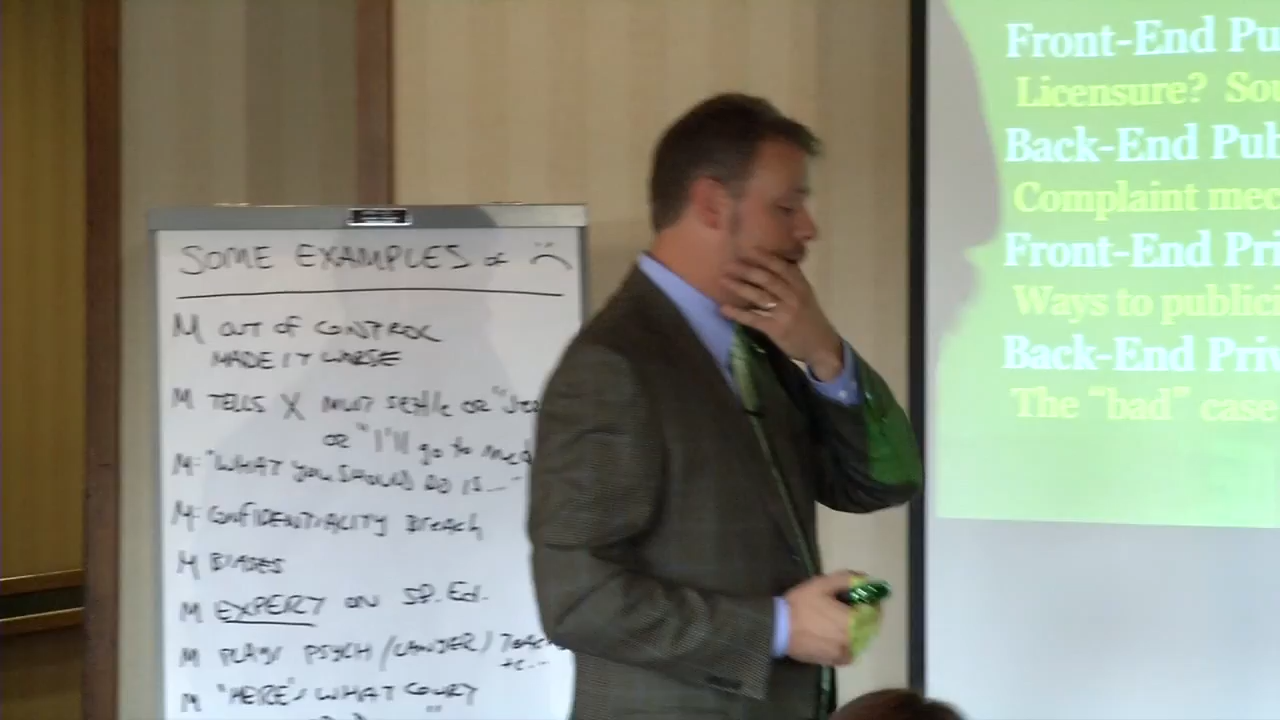 SOME EXAMPLES of
M OUT OF CONTROL
MADE IT WORSE
M TELLS X MUST SETTLE OR
OR "I'll go to
M: "WHAT YOU SHOULD DO IS..."
M: CONFIDENTIALITY Breach
M BIASES
M EXPERT ON SP. Ed.
M PLAYS PSYCH/LAWYER/
M "HERE'S WHAT COURT
Front-End Pu
Licensure? Sou
Back-End Pub
Complaint mec
Front-End Pri
Ways to publici
Back-End Priv
The "bad" case